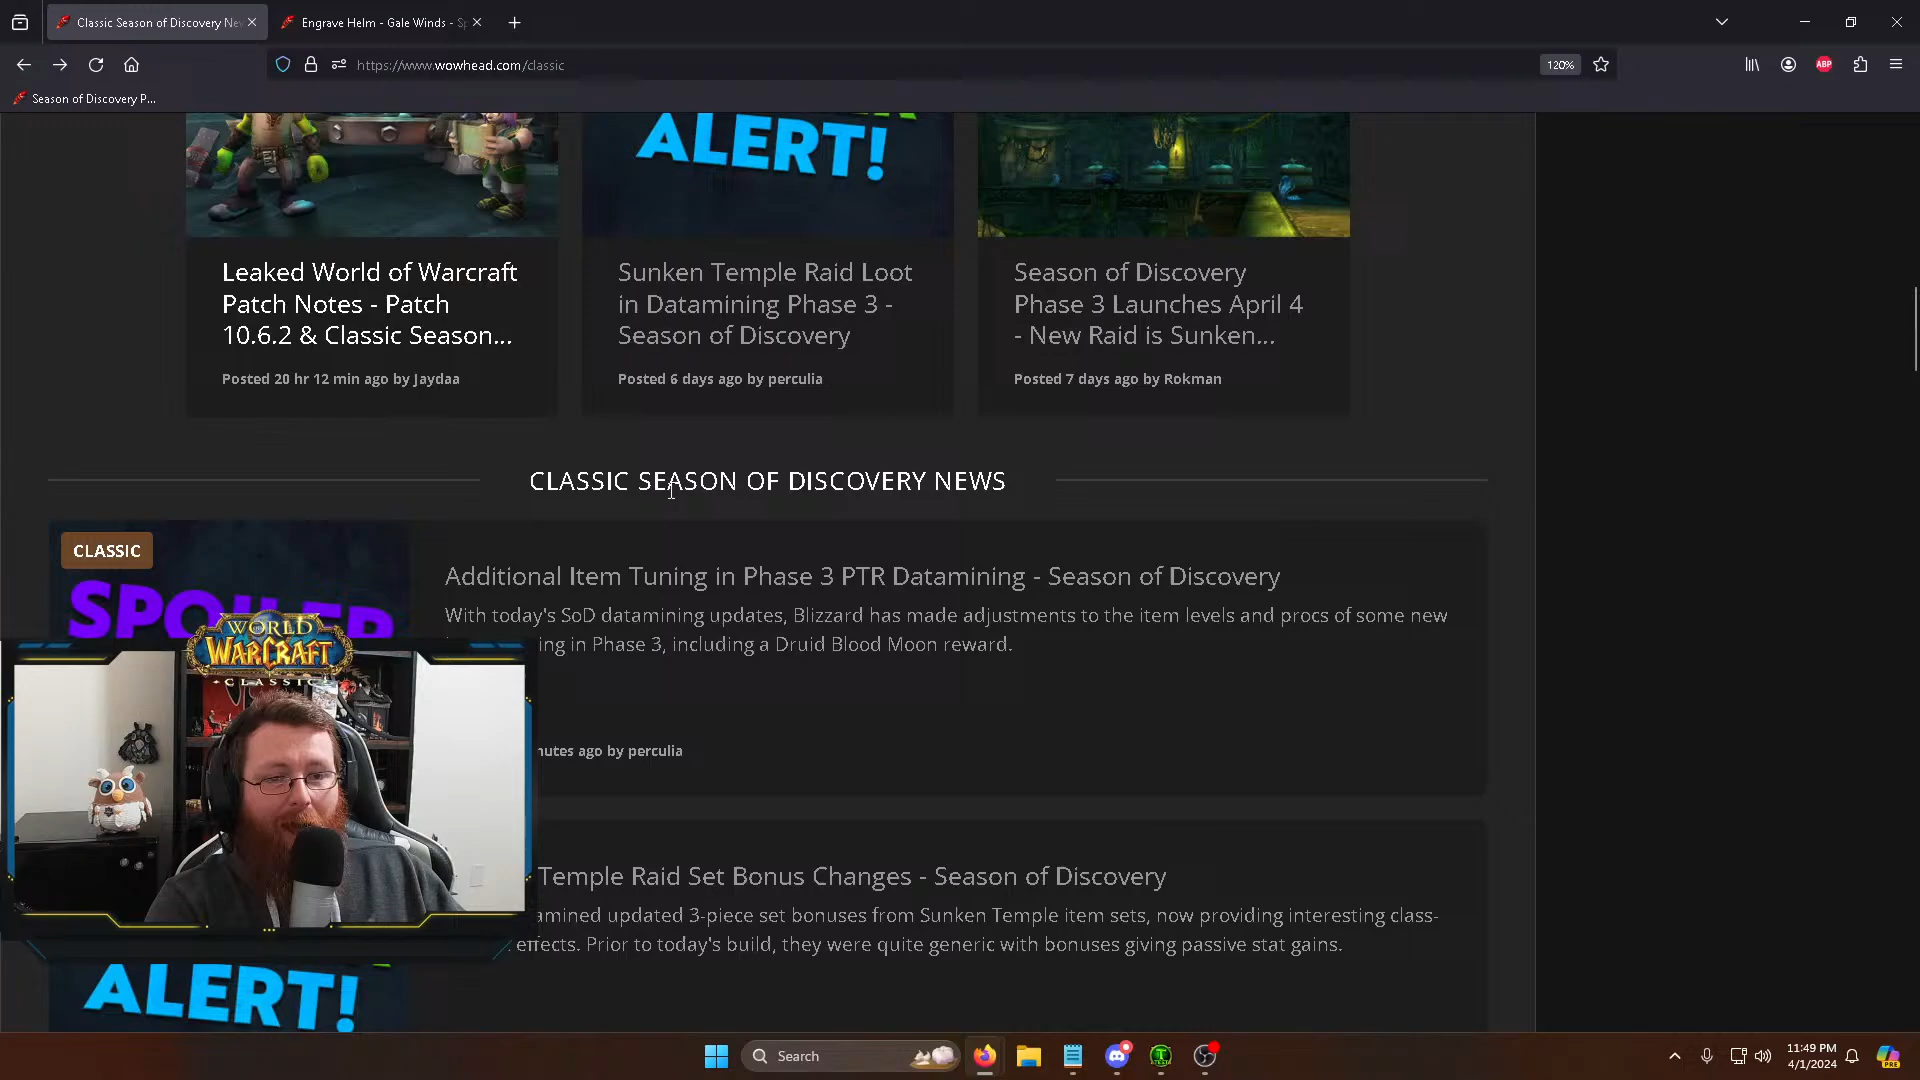 Classic Season of Discovery Ne
Engrave Helm - Gale Winds - Sp
https://www.wowhead.com/classic
120%
ABP
Season of Discovery P...
ALERT!
Leaked World of Warcraft
Patch Notes - Patch
10.6.2 & Classic Season...
Posted 20 hr 12 min ago by Jaydaa
Sunken Temple Raid Loot
in Datamining Phase 3 -
Season of Discovery
Posted 6 days ago by perculia
Season of Discovery
Phase 3 Launches April 4
- New Raid is Sunken...
Posted 7 days ago by Rokman
CLASSIC SEASON OF DISCOVERY NEWS
CLASSIC
SPOILER
Additional Item Tuning in Phase 3 PTR Datamining - Season of Discovery
With today's SoD datamining updates, Blizzard has made adjustments to the item levels and procs of some new
ing in Phase 3, including a Druid Blood Moon reward.
nutes ago by perculia
WORLD
OF
WARCRAFT
CLASSIC
Temple Raid Set Bonus Changes - Season of Discovery
amined updated 3-piece set bonuses from Sunken Temple item sets, now providing interesting class-
effects. Prior to today's build, they were quite generic with bonuses giving passive stat gains.
ALERT!
Search
11:49 PM
4/1/2024
PRE